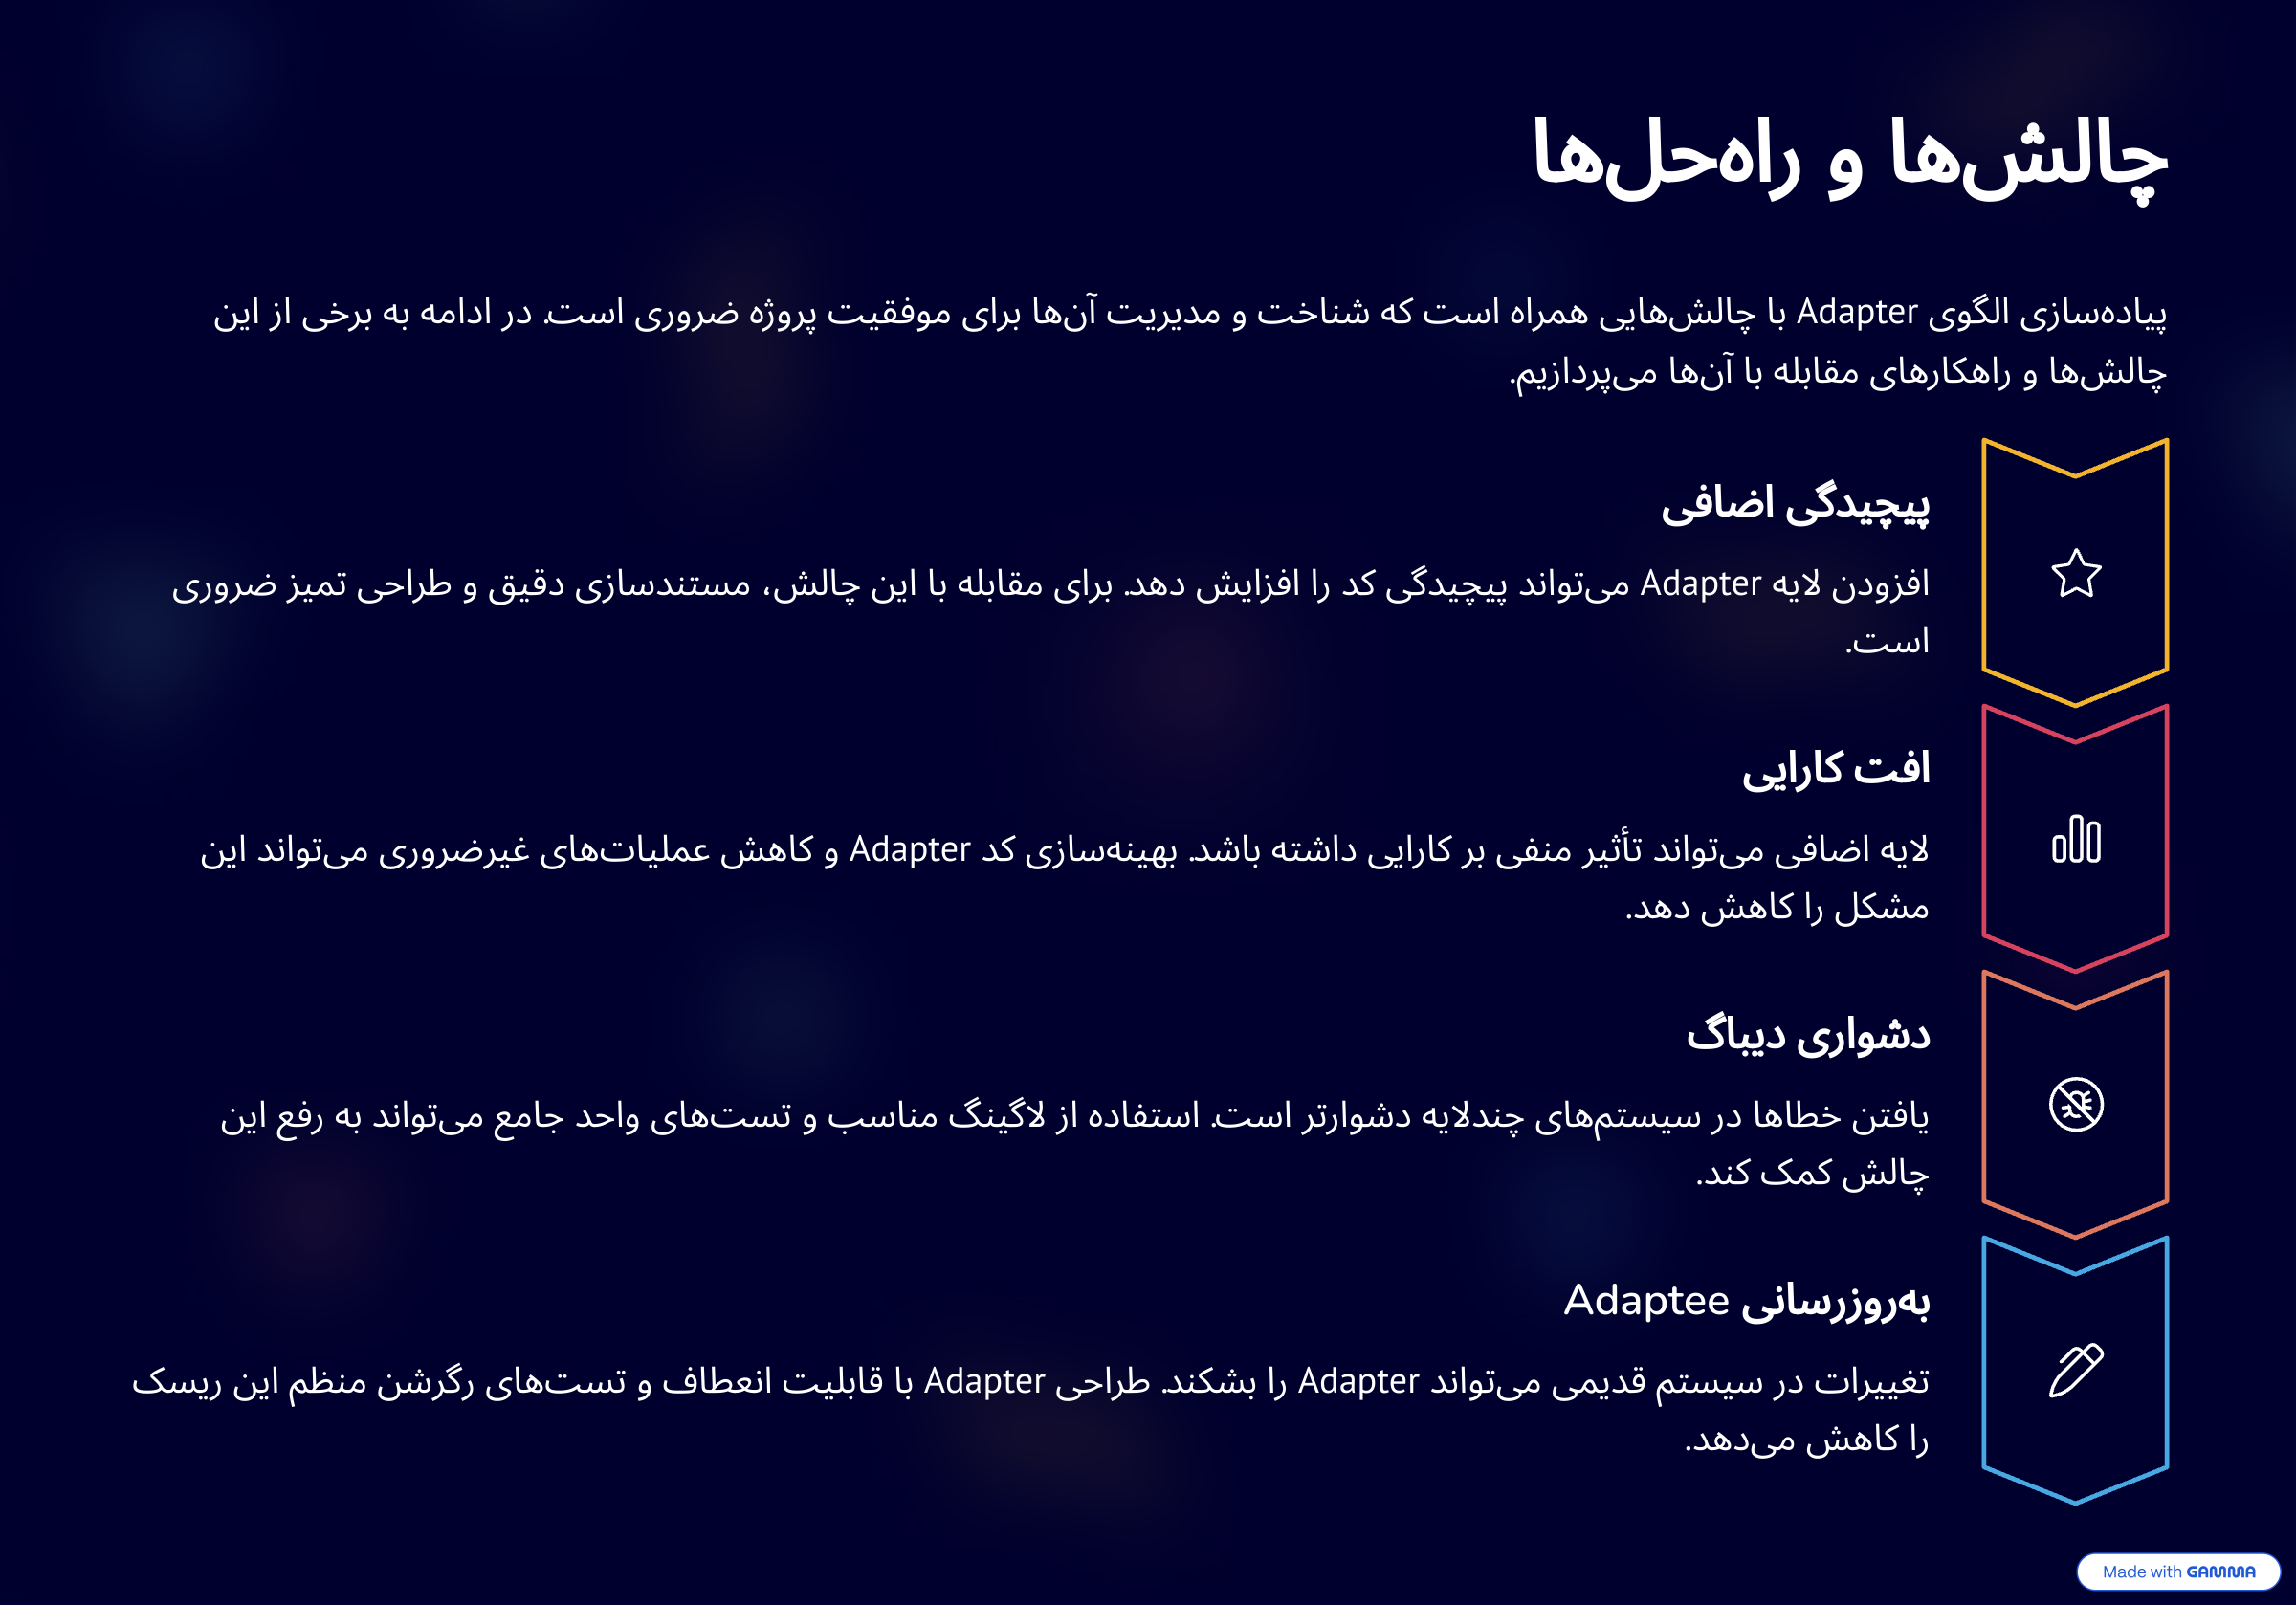 چالش‌ها و راه‌حل‌ها
پیاده‌سازی الگوی Adapter با چالش‌هایی همراه است که شناخت و مدیریت آن‌ها برای موفقیت پروژه ضروری است. در ادامه به برخی از این
چالش‌ها و راهکارهای مقابله با آن‌ها می‌پردازیم.
پیچیدگی اضافی
افزودن لایه Adapter می‌تواند پیچیدگی کد را افزایش دهد. برای مقابله با این چالش، مستندسازی دقیق و طراحی تمیز ضروری
است.
افت کارایی
لایه اضافی می‌تواند تأثیر منفی بر کارایی داشته باشد. بهینه‌سازی کد Adapter و کاهش عملیات‌های غیرضروری می‌تواند این
مشکل را کاهش دهد.
دشواری دیباگ
یافتن خطاها در سیستم‌های چندلایه دشوارتر است. استفاده از لاگینگ مناسب و تست‌های واحد جامع می‌تواند به رفع این
چالش کمک کند.
به‌روزرسانی Adaptee
تغییرات در سیستم قدیمی می‌تواند Adapter را بشکند. طراحی Adapter با قابلیت انعطاف و تست‌های رگرشن منظم این ریسک
را کاهش می‌دهد.
Made with GAMMA